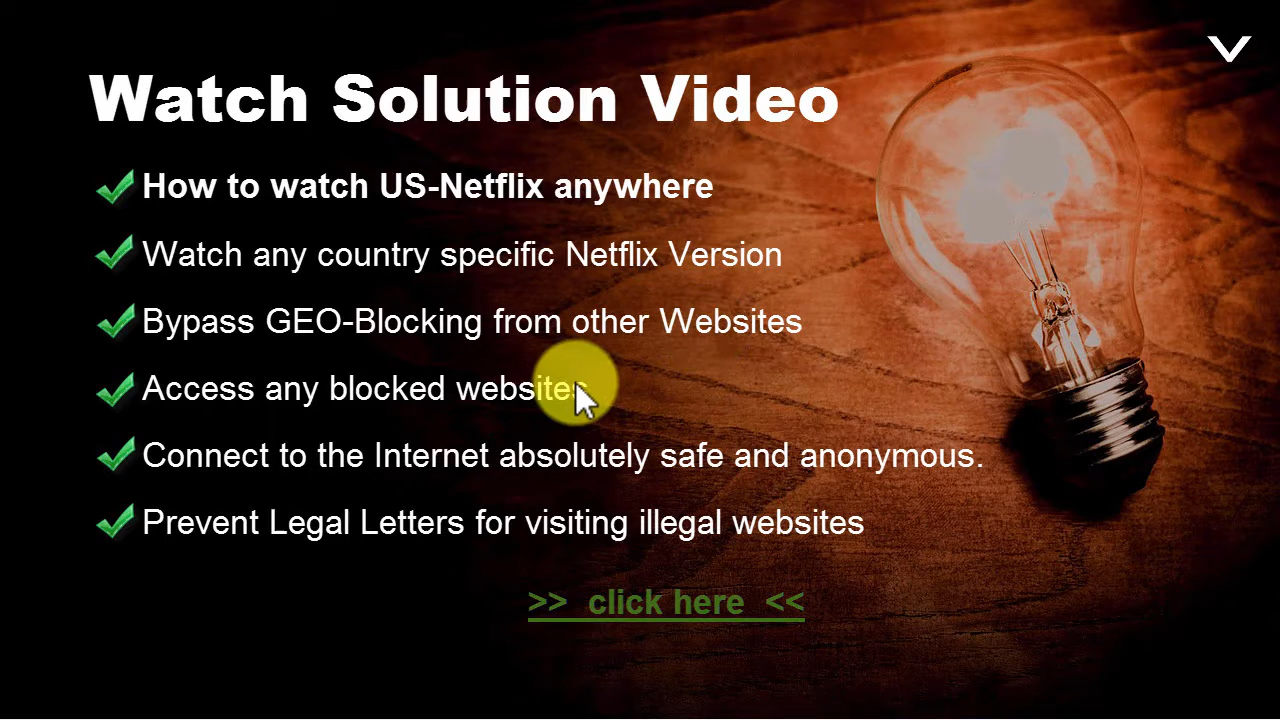 Watch Solution Video
How to watch US-Netflix anywhere
Watch any country specific Netflix Version
Bypass GEO-Blocking from other Websites
Access any blocked websites
Connect to the Internet absolutely safe and anonymous.
Prevent Legal Letters for visiting illegal websites
>> click here <<